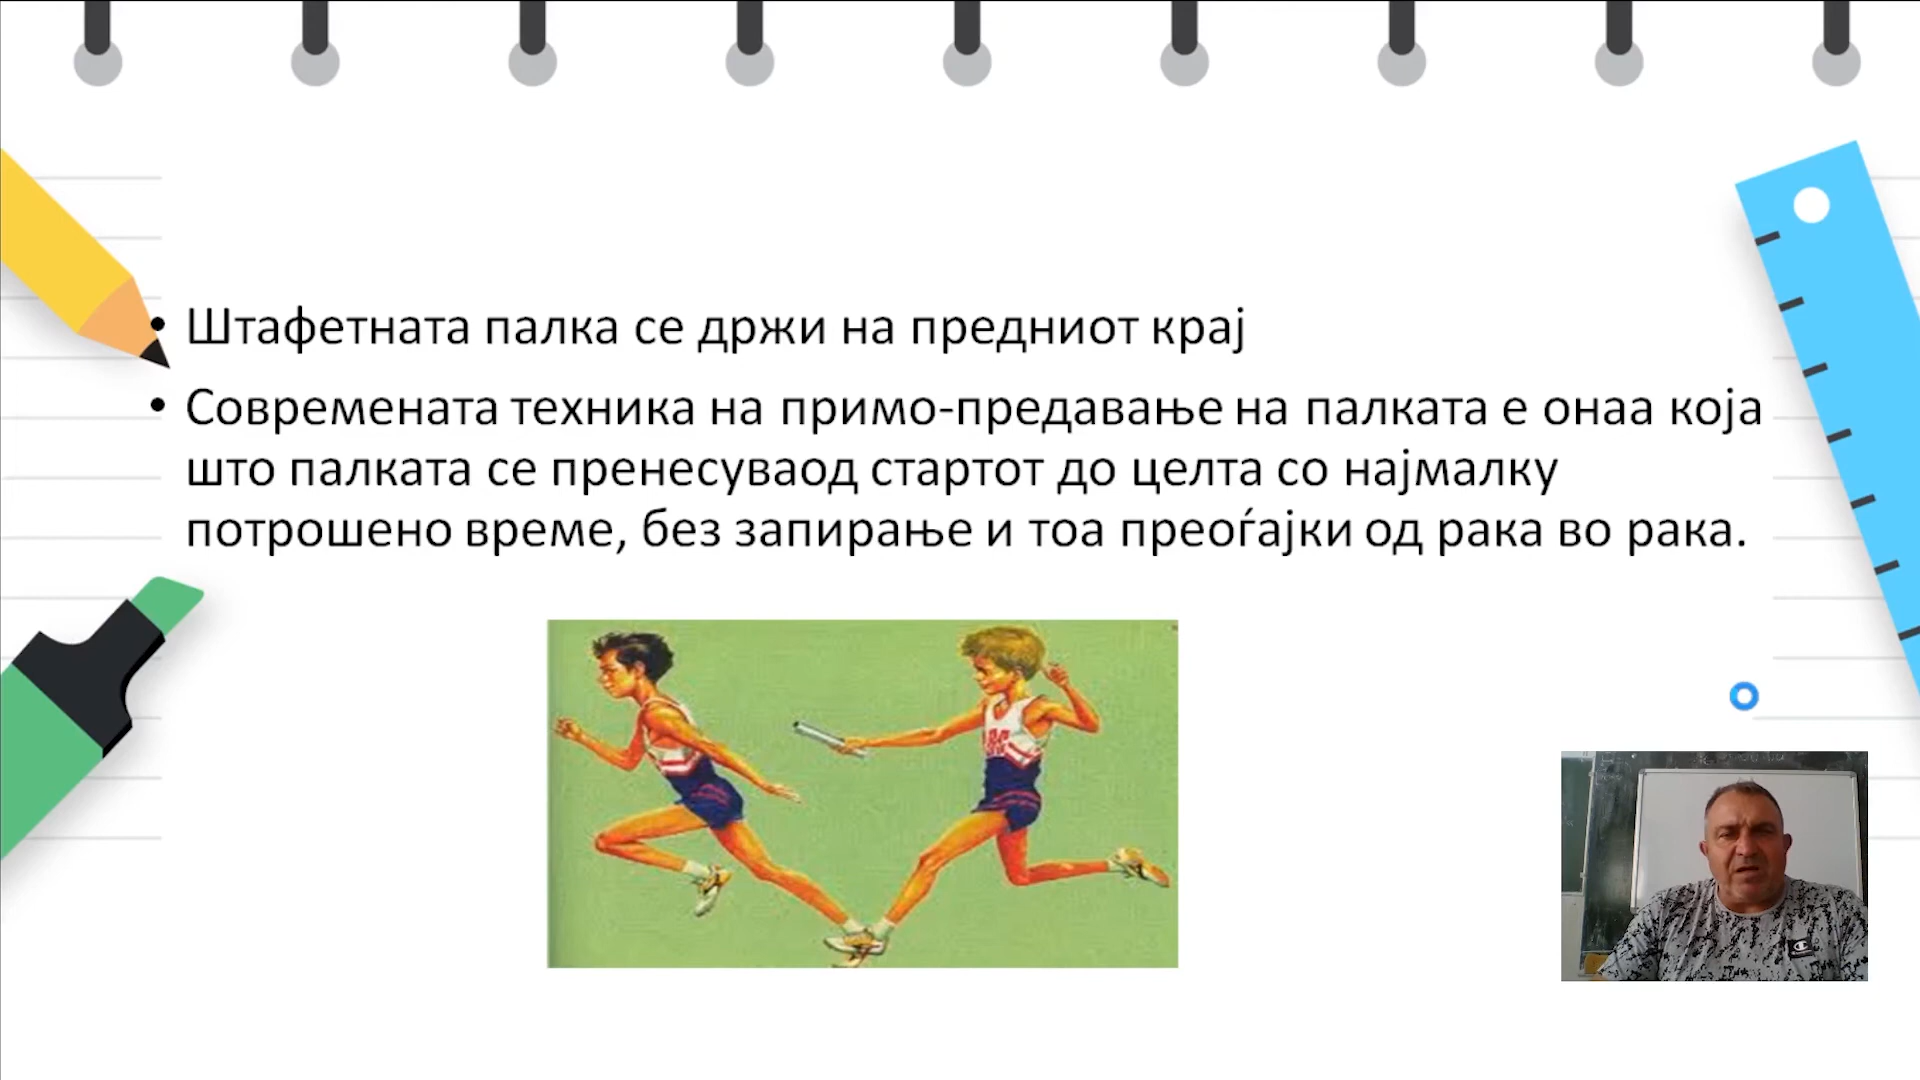 • Штафетната палка се држи на предниот крај
• Современата техника на примо-предавање на палката е онаа која
што палката се пренесуваод стартот до целта со најмалку
потрошено време, без запирање и тоа преоѓајки од рака во рака.